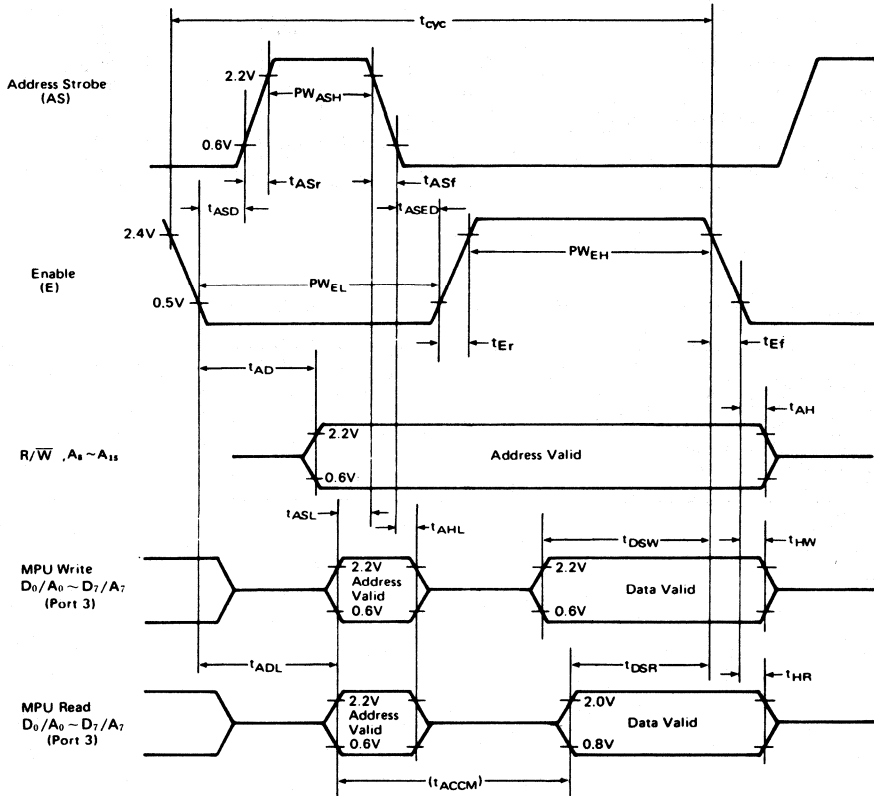 tcyc
Address Strobe
(AS)
2.2V
PWASH
0.6V
tASr
tASf
tASD
tASED
2.4V
Enable
(E)
PWEH
PWEL
0.5V
tEr
tEf
tAD
tAH
R/W̅ , A8~A15
2.2V
Address Valid
0.6V
tASL
tAHL
tDSW
tHW
MPU Write
D0/A0~D7/A7
(Port 3)
2.2V
Address
Valid
0.6V
2.2V
Data Valid
0.6V
tADL
tDSR
tHR
MPU Read
D0/A0~D7/A7
(Port 3)
2.2V
Address
Valid
0.6V
2.0V
Data Valid
0.8V
(tACCM)